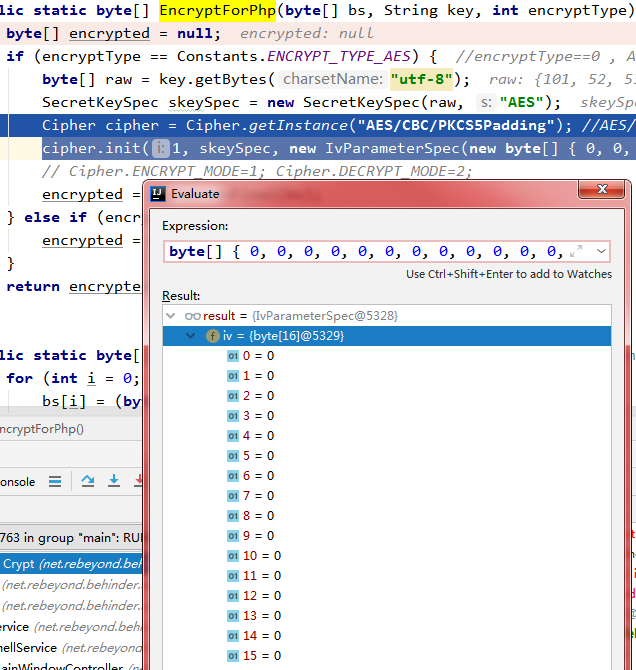 lic static byte[] EncryptForPhp(byte[] bs, String key, int encryptType)
byte[] encrypted = null; encrypted: null
if (encryptType == Constants.ENCRYPT_TYPE_AES) { //encryptType==0 , A
byte[] raw = key.getBytes( charsetName: "utf-8"); raw: {101, 52, 5
SecretKeySpec skeySpec = new SecretKeySpec(raw, s: "AES"); skeySp
Cipher cipher = Cipher.getInstance("AES/CBC/PKCS5Padding"); //AES/
cipher.init( i: 1, skeySpec, new IvParameterSpec(new byte[] { 0, 0,
// Cipher.ENCRYPT_MODE=1; Cipher.DECRYPT_MODE=2;
encrypted =
} else if (encr
encrypted =
}
return encrypte
Evaluate
Expression:
byte[] { 0, 0, 0, 0, 0, 0, 0, 0, 0, 0, 0, 0,
Use Ctrl+Shift+Enter to add to Watches
Result:
result = {IvParameterSpec@5328}
f iv = {byte[16]@5329}
01 0 = 0
01 1 = 0
01 2 = 0
01 3 = 0
01 4 = 0
01 5 = 0
01 6 = 0
01 7 = 0
01 8 = 0
01 9 = 0
01 10 = 0
01 11 = 0
01 12 = 0
01 13 = 0
01 14 = 0
01 15 = 0
lic static byte[
for (int i = 0;
bs[i] = (by
ncryptForPhp()
onsole
763 in group "main": RU
Crypt (net.rebeyond.beh
(net.rebeyond.behinder.
(net.rebeyond.behinder.
ervice (net.rebeyond.beh
nellService (net.rebeyon
lainWindowController (n